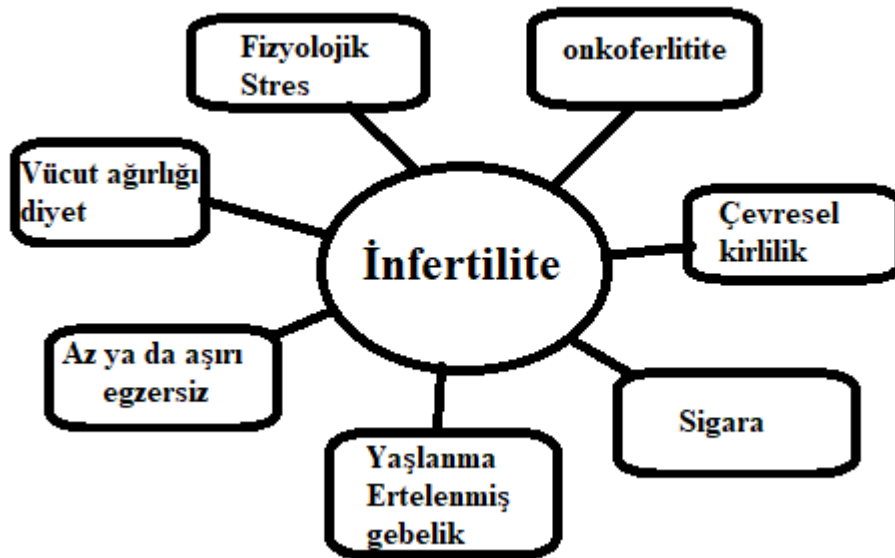 Fizyolojik
Stres
onkoferlitite
Vücut ağırlığı
diyet
Çevresel
kirlilik
İnfertilite
Az ya da aşırı
egzersiz
Sigara
Yaşlanma
Ertelenmiş
gebelik